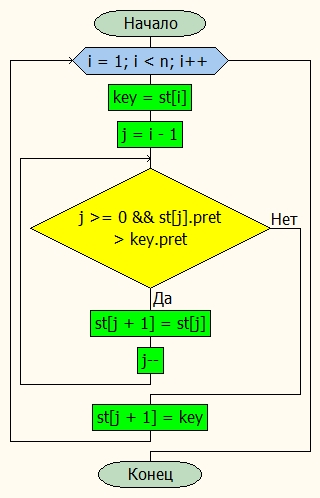 Начало
i = 1; i < n; i++
key = st[i]
j = i - 1
j >= 0 && st[j].pret
> key.pret
Нет
Да
st[j + 1] = st[j]
j--
st[j + 1] = key
Конец